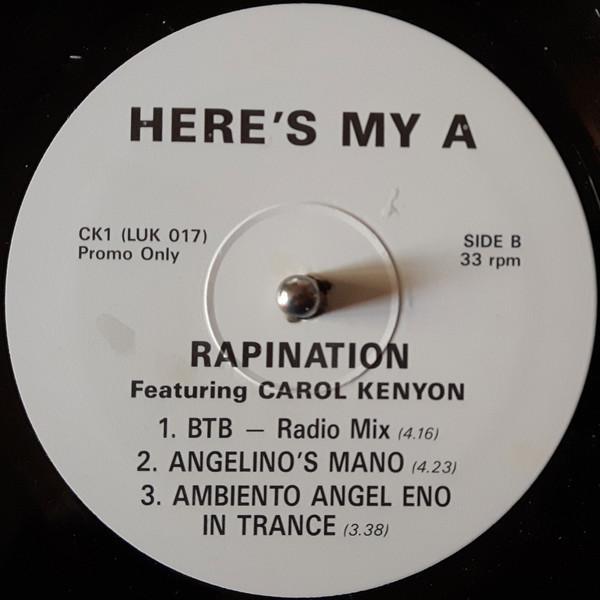 HERE'S MY A
CK1 (LUK 017)
Promo Only
SIDE B
33 rpm
RAPINATION
Featuring CAROL KENYON
1. BTB – Radio Mix (4.16)
2. ANGELINO'S MANO (4.23)
3. AMBIENTO ANGEL ENO
IN TRANCE (3.38)